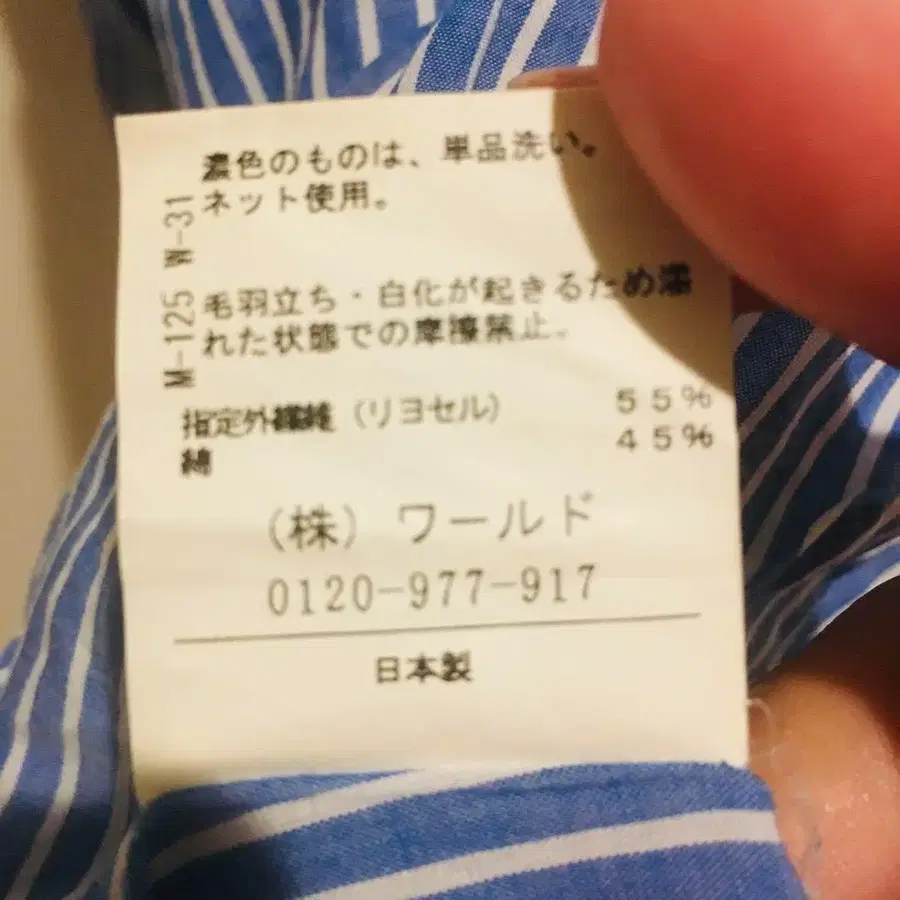 濃色のものは、単品洗い。
ネット使用。
毛羽立ち・白化が起きるため濡
れた状態での摩擦禁止。
指定外繊維（リヨセル） 55%
綿 45%
（株）ワールド
0120-977-917
日本製
M-125 W-31